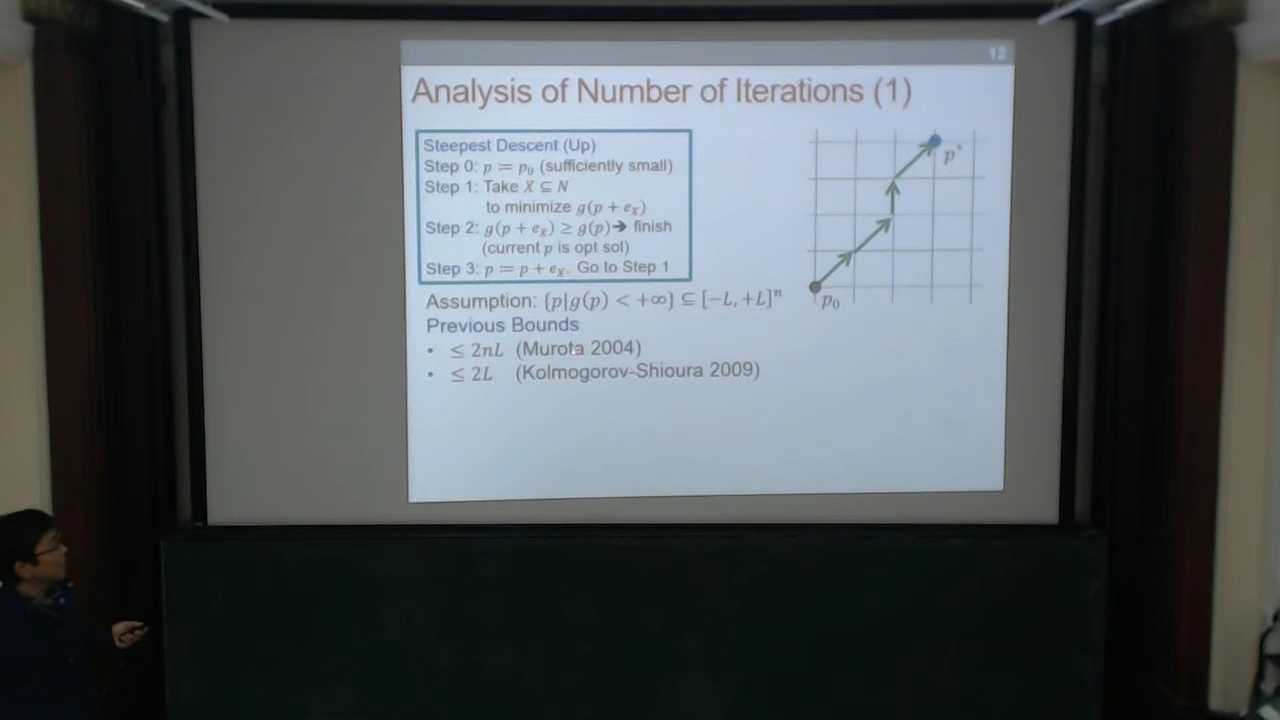 12
Analysis of Number of Iterations (1)
Steepest Descent (Up)
Step 0: p := p₀ (sufficiently small)
Step 1: Take X ⊆ N
to minimize g(p + e_X)
Step 2: g(p + e_X) ≥ g(p)➔ finish
(current p is opt sol)
Step 3: p := p + e_X, Go to Step 1
p*
p₀
Assumption: {p|g(p) < +∞} ⊆ [−L, +L]ⁿ
Previous Bounds
• ≤ 2nL (Murota 2004)
• ≤ 2L (Kolmogorov-Shioura 2009)